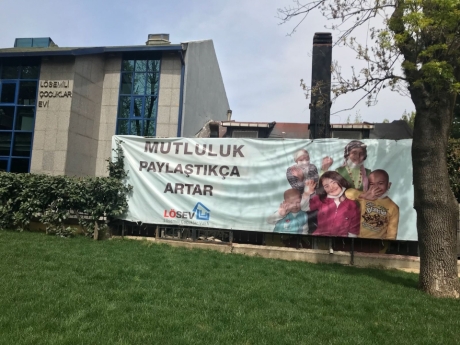 LÖSEMİLİ
ÇOCUKLAR
EVİ
MUTLULUK
PAYLAŞTIKÇA
ARTAR
LÖSEV